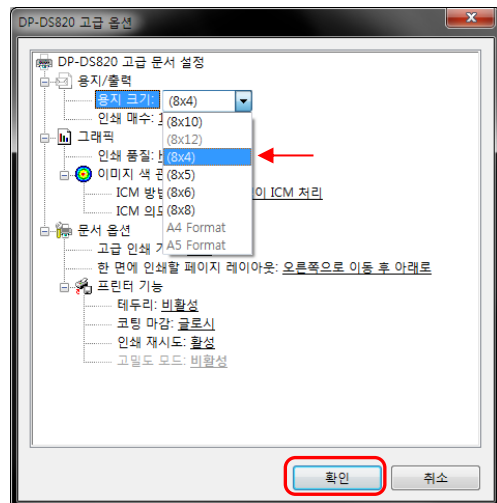 DP-DS820 고급 옵션
DP-DS820 고급 문서 설정
용지/출력
용지 크기: (8x4)
인쇄 매수: 1
(8x10)
그래픽
(8x12)
인쇄 품질:
(8x4)
이미지 색 관
(8x5)
ICM 방법
(8x6)
이 ICM 처리
ICM 의도
(8x8)
문서 옵션
A4 Format
고급 인쇄 기
A5 Format
한 면에 인쇄할 페이지 레이아웃: 오른쪽으로 이동 후 아래로
프린터 기능
테두리: 비활성
코팅 마감: 글로시
인쇄 재시도: 활성
고밀도 모드: 비활성
확인
취소